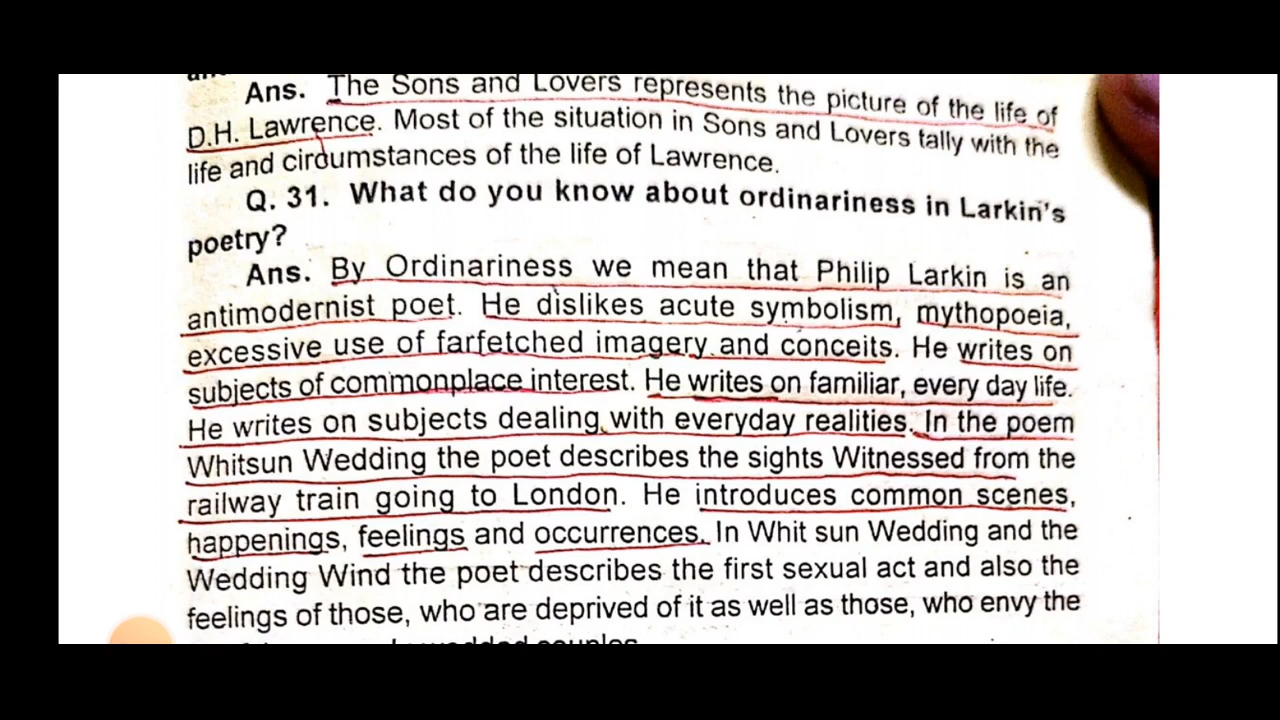 Ans. The Sons and Lovers represents the picture of the life of
D.H. Lawrence. Most of the situation in Sons and Lovers tally with the
life and circumstances of the life of Lawrence.
Q. 31. What do you know about ordinariness in Larkin's
poetry?
Ans. By Ordinariness we mean that Philip Larkin is an
antimodernist poet. He dislikes acute symbolism, mythopoeia,
excessive use of farfetched imagery and conceits. He writes on
subjects of commonplace interest. He writes on familiar, every day life.
He writes on subjects dealing with everyday realities. In the poem
Whitsun Wedding the poet describes the sights Witnessed from the
railway train going to London. He introduces common scenes,
happenings, feelings and occurrences. In Whit sun Wedding and the
Wedding Wind the poet describes the first sexual act and also the
feelings of those, who are deprived of it as well as those, who envy the
wedded couples